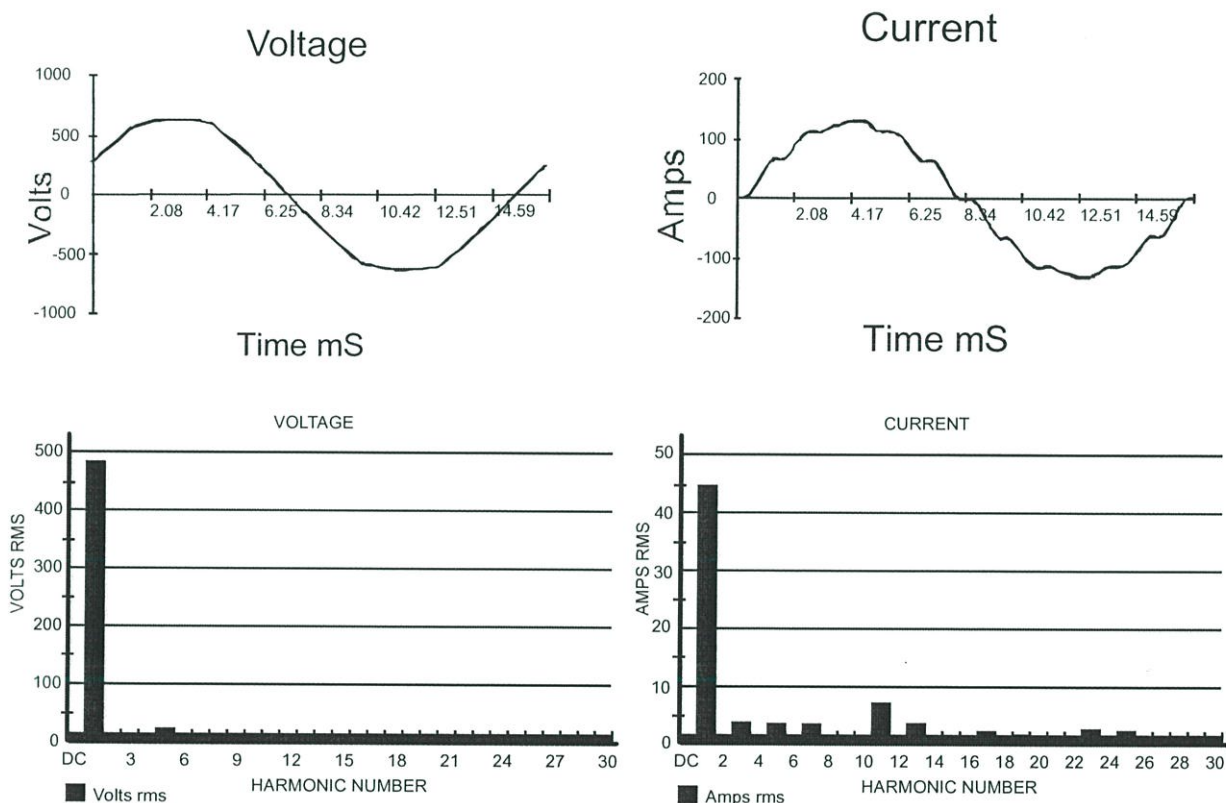 Voltage
1000
500
0
-500
-1000
Volts
2.08 4.17 6.25 8.34 10.42 12.51 14.59
Time mS
Current
200
100
0
-100
-200
Amps
2.08 4.17 6.25 8.34 10.42 12.51 14.59
Time mS
VOLTAGE
500
400
300
200
100
0
VOLTS RMS
DC 3 6 9 12 15 18 21 24 27 30
HARMONIC NUMBER
Volts rms
CURRENT
50
40
30
20
10
0
AMPS RMS
DC 2 4 6 8 10 12 14 16 18 20 22 24 26 28 30
HARMONIC NUMBER
Amps rms